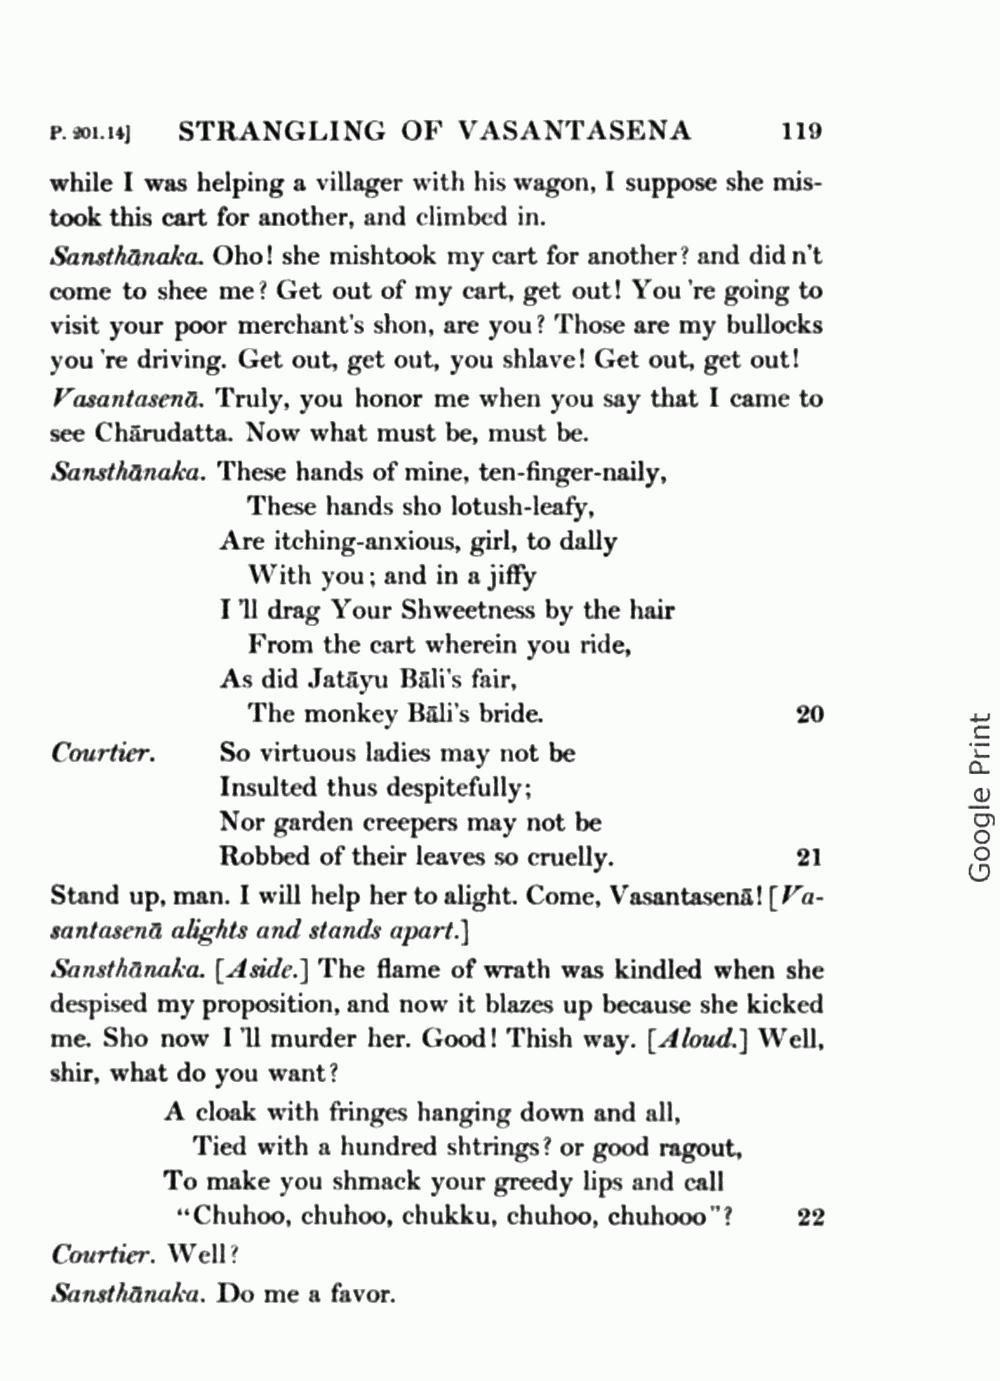 P. 201.14] STRANGLING OF VASANTASENA 119
while I was helping a villager with his wagon, I suppose she mis-
took this cart for another, and climbed in.
Sansthānaka. Oho! she mishtook my cart for another? and did n't
come to shee me? Get out of my cart, get out! You 're going to
visit your poor merchant's shon, are you? Those are my bullocks
you 're driving. Get out, get out, you shlave! Get out, get out!
Vasantasenā. Truly, you honor me when you say that I came to
see Chārudatta. Now what must be, must be.
Sansthānaka. These hands of mine, ten-finger-naily,
These hands sho lotush-leafy,
Are itching-anxious, girl, to dally
With you; and in a jiffy
I 'll drag Your Shweetness by the hair
From the cart wherein you ride,
As did Jatāyu Bāli's fair,
The monkey Bāli's bride. 20
Courtier. So virtuous ladies may not be
Insulted thus despitefully;
Nor garden creepers may not be
Robbed of their leaves so cruelly. 21
Stand up, man. I will help her to alight. Come, Vasantasenā! [Va-
santasenā alights and stands apart.]
Sansthānaka. [Aside.] The flame of wrath was kindled when she
despised my proposition, and now it blazes up because she kicked
me. Sho now I 'll murder her. Good! Thish way. [Aloud.] Well,
shir, what do you want?
A cloak with fringes hanging down and all,
Tied with a hundred shtrings? or good ragout,
To make you shmack your greedy lips and call
"Chuhoo, chuhoo, chukku, chuhoo, chuhooo"? 22
Courtier. Well?
Sansthānaka. Do me a favor.
Google Print